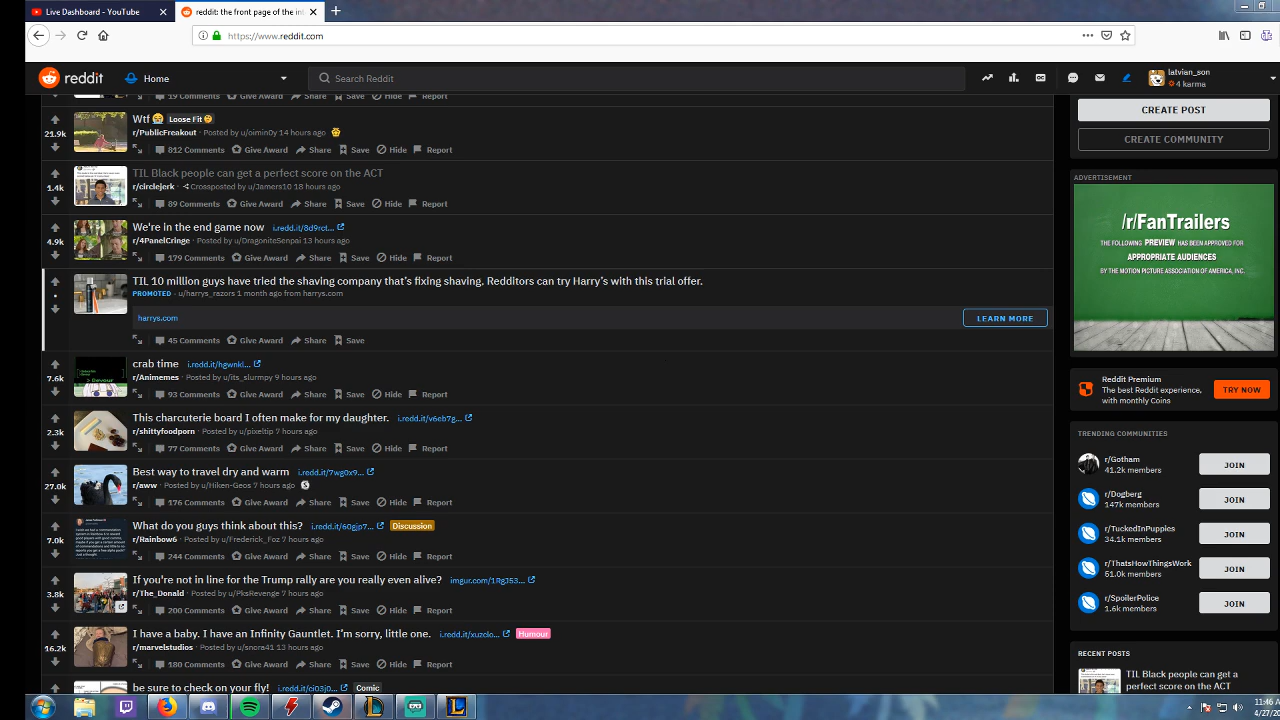 Live Dashboard - YouTube
reddit: the front page of the int
https://www.reddit.com
reddit
Home
Search Reddit
latvian_son
4 karma
19 Comments Give Award Share Save Hide Report
CREATE POST
CREATE COMMUNITY
21.9k
Wtf 😭 Loose Fit🤔
r/PublicFreakout · Posted by u/oimin0y 14 hours ago
812 Comments Give Award Share Save Hide Report
1.4k
TIL Black people can get a perfect score on the ACT
r/circlejerk · Crossposted by u/Jamers10 18 hours ago
89 Comments Give Award Share Save Hide Report
4.9k
We're in the end game now i.redd.it/8d9rct...
r/4PanelCringe · Posted by u/DragoniteSenpai 13 hours ago
179 Comments Give Award Share Save Hide Report
TIL 10 million guys have tried the shaving company that's fixing shaving. Redditors can try Harry's with this trial offer.
PROMOTED · u/harrys_razors 1 month ago from harrys.com
harrys.com
LEARN MORE
45 Comments Give Award Share Save
7.6k
crab time i.redd.it/hgwnkl...
r/Animemes · Posted by u/its_slurmpy 9 hours ago
93 Comments Give Award Share Save Hide Report
2.3k
This charcuterie board I often make for my daughter. i.redd.it/v6eb7g...
r/shittyfoodporn · Posted by u/pixeltip 7 hours ago
77 Comments Give Award Share Save Hide Report
27.0k
Best way to travel dry and warm i.redd.it/7wg0x9...
r/aww · Posted by u/Hiken-Geos 7 hours ago
176 Comments Give Award Share Save Hide Report
7.0k
What do you guys think about this? i.redd.it/60gjp7... Discussion
r/Rainbow6 · Posted by u/Frederick_Foz 7 hours ago
244 Comments Give Award Share Save Hide Report
3.8k
If you're not in line for the Trump rally are you really even alive? imgur.com/1RgJ53...
r/The_Donald · Posted by u/PksRevenge 7 hours ago
200 Comments Give Award Share Save Hide Report
16.2k
I have a baby. I have an Infinity Gauntlet. I'm sorry, little one. i.redd.it/xuzclo... Humour
r/marvelstudios · Posted by u/snora41 13 hours ago
180 Comments Give Award Share Save Hide Report
be sure to check on your fly! i.redd.it/ci03j0... Comic
ADVERTISEMENT
/r/FanTrailers
THE FOLLOWING PREVIEW HAS BEEN APPROVED FOR
APPROPRIATE AUDIENCES
BY THE MOTION PICTURE ASSOCIATION OF AMERICA, INC.
Reddit Premium
The best Reddit experience,
with monthly Coins
TRY NOW
TRENDING COMMUNITIES
r/Gotham
41.2k members
JOIN
r/Dogberg
147k members
JOIN
r/TuckedInPuppies
34.1k members
JOIN
r/ThatsHowThingsWork
61.0k members
JOIN
r/SpoilerPolice
1.6k members
JOIN
RECENT POSTS
TIL Black people can get a
perfect score on the ACT
11:46
4/27/20